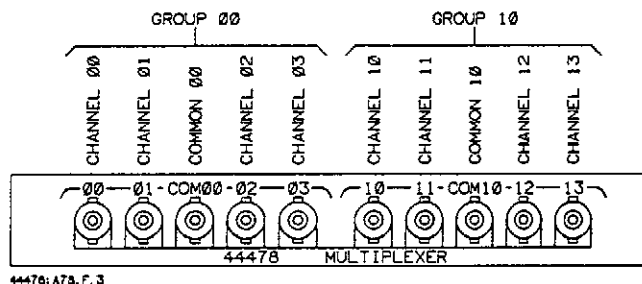 GROUP 00 GROUP 10
CHANNEL 00
CHANNEL 01
COMMON 00
CHANNEL 02
CHANNEL 03
CHANNEL 10
CHANNEL 11
COMMON 10
CHANNEL 12
CHANNEL 13
00-01-COM00-02-03 10-11-COM10-12-13
44478 MULTIPLEXER
44478:A78.F.3